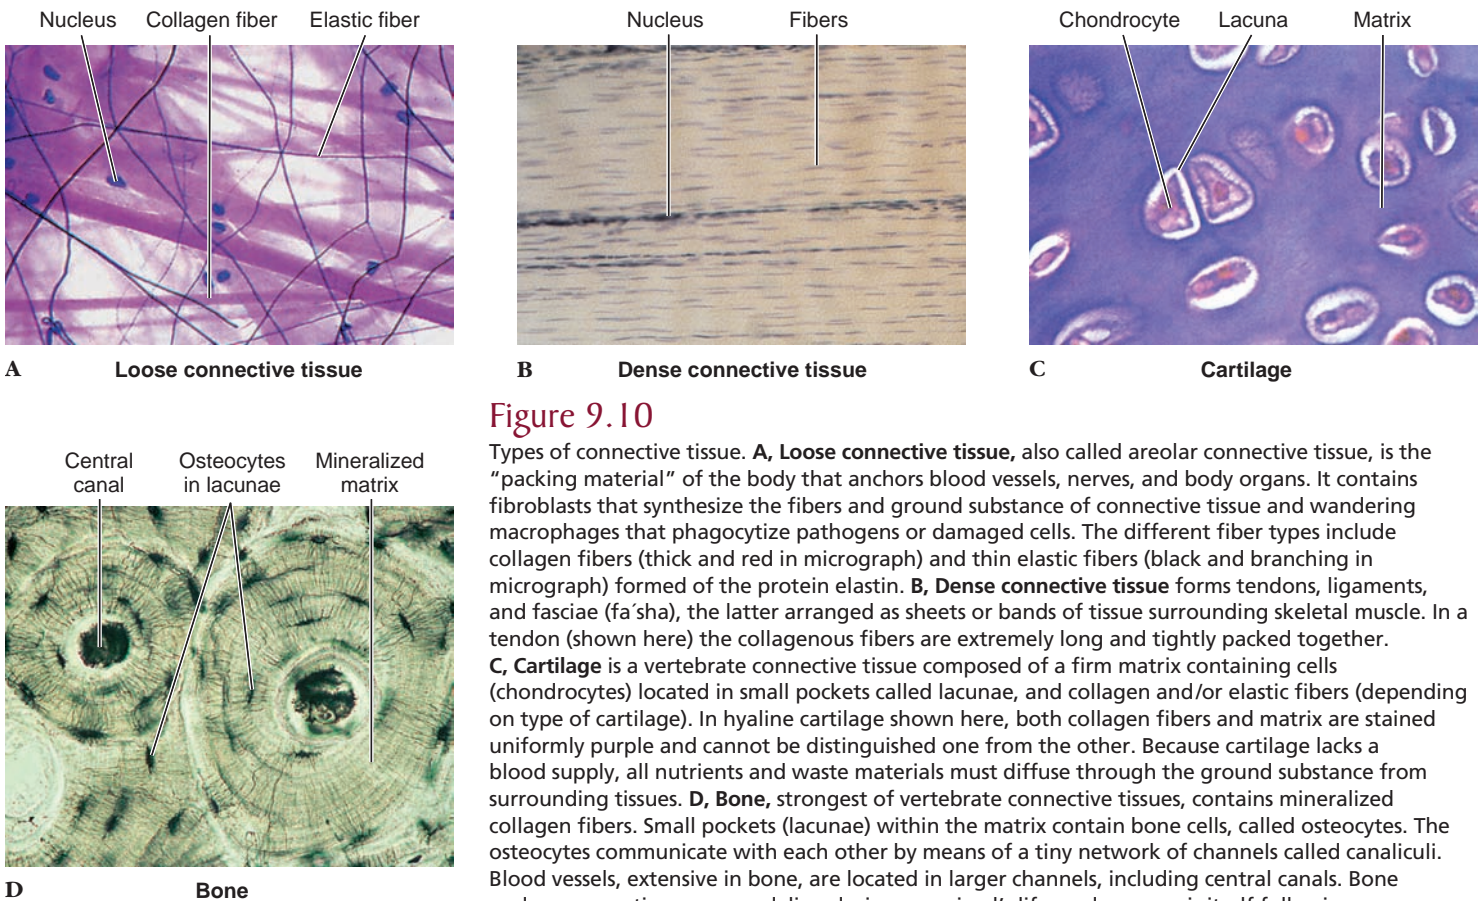 Nucleus Collagen fiber Elastic fiber
A Loose connective tissue
Nucleus Fibers
B Dense connective tissue
Chondrocyte Lacuna Matrix
C Cartilage
Central
canal
Osteocytes
in lacunae
Mineralized
matrix
D Bone
Figure 9.10
Types of connective tissue. A, Loose connective tissue, also called areolar connective tissue, is the
“packing material” of the body that anchors blood vessels, nerves, and body organs. It contains
fibroblasts that synthesize the fibers and ground substance of connective tissue and wandering
macrophages that phagocytize pathogens or damaged cells. The different fiber types include
collagen fibers (thick and red in micrograph) and thin elastic fibers (black and branching in
micrograph) formed of the protein elastin. B, Dense connective tissue forms tendons, ligaments,
and fasciae (fa´sha), the latter arranged as sheets or bands of tissue surrounding skeletal muscle. In a
tendon (shown here) the collagenous fibers are extremely long and tightly packed together.
C, Cartilage is a vertebrate connective tissue composed of a firm matrix containing cells
(chondrocytes) located in small pockets called lacunae, and collagen and/or elastic fibers (depending
on type of cartilage). In hyaline cartilage shown here, both collagen fibers and matrix are stained
uniformly purple and cannot be distinguished one from the other. Because cartilage lacks a
blood supply, all nutrients and waste materials must diffuse through the ground substance from
surrounding tissues. D, Bone, strongest of vertebrate connective tissues, contains mineralized
collagen fibers. Small pockets (lacunae) within the matrix contain bone cells, called osteocytes. The
osteocytes communicate with each other by means of a tiny network of channels called canaliculi.
Blood vessels, extensive in bone, are located in larger channels, including central canals. Bone